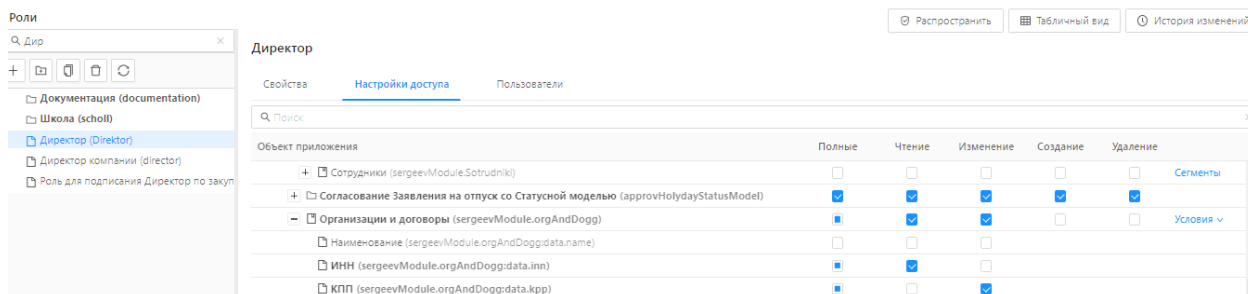 Роли
Распространить
Табличный вид
История изменений
Дир
Документация (documentation)
Школа (scholl)
Директор (Direktor)
Директор компании (director)
Роль для подписания Директор по закуп
Директор
Свойства
Настройки доступа
Пользователи
Поиск
Объект приложения Полные Чтение Изменение Создание Удаление
Сотрудники (sergeevModule.Sotrudniki) Сегменты
Согласование Заявления на отпуск со Статусной моделью (approvHolydayStatusModel)
Организации и договоры (sergeevModule.orgAndDogg) Условия
Наименование (sergeevModule.orgAndDogg:data.name)
ИНН (sergeevModule.orgAndDogg:data.inn)
КПП (sergeevModule.orgAndDogg:data.kpp)